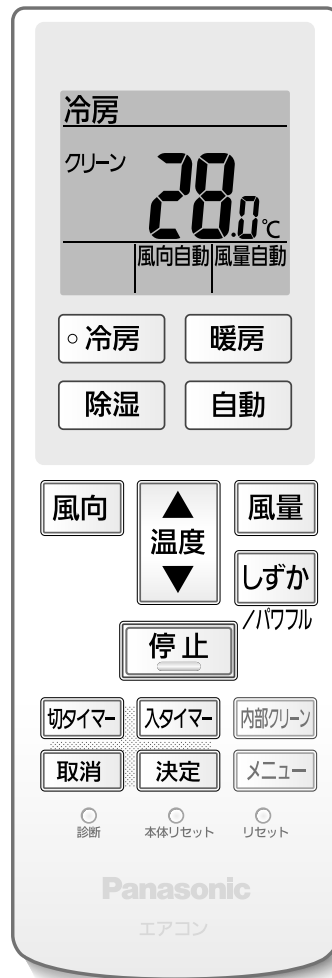 冷房
クリーン 28.0℃
風向自動 風量自動
冷房 暖房
除湿 自動
風向 ▲ 温度 ▼ 風量
しずか
/パワフル
停止
切タイマー 入タイマー 内部クリーン
取消 決定 メニュー
診断 本体リセット リセット
Panasonic
エアコン